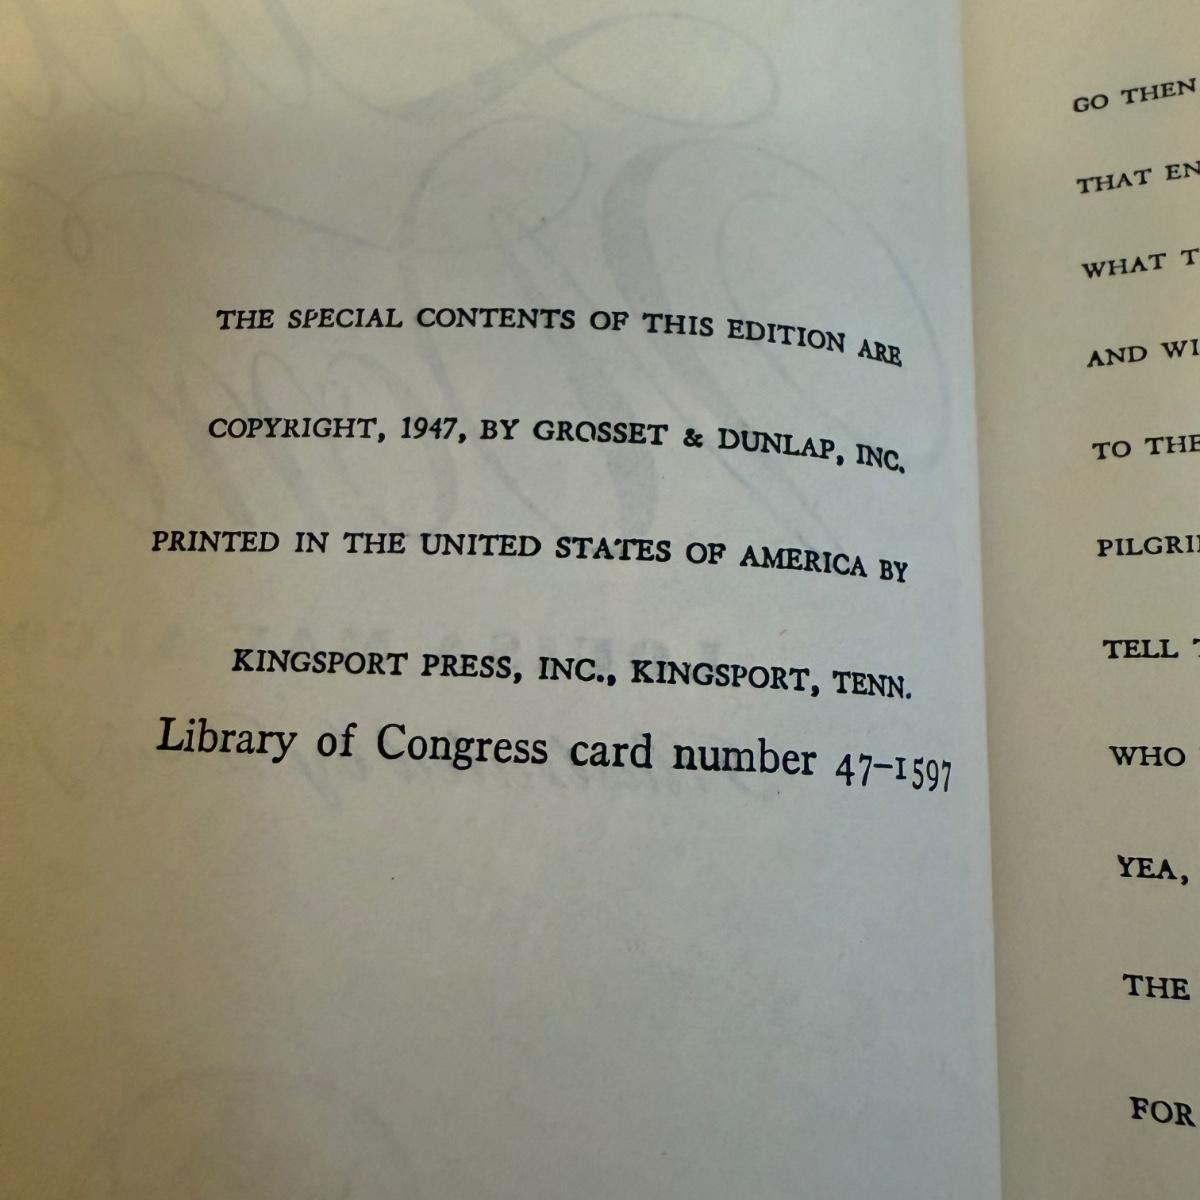 THE SPECIAL CONTENTS OF THIS EDITION ARE
COPYRIGHT, 1947, BY GROSSET & DUNLAP, INC.
PRINTED IN THE UNITED STATES OF AMERICA BY
KINGSPORT PRESS, INC., KINGSPORT, TENN.
Library of Congress card number 47-1597
GO THEN
THAT EN
WHAT T
AND WI
TO THE
PILGRI
TELL T
WHO
YEA,
THE
FOR